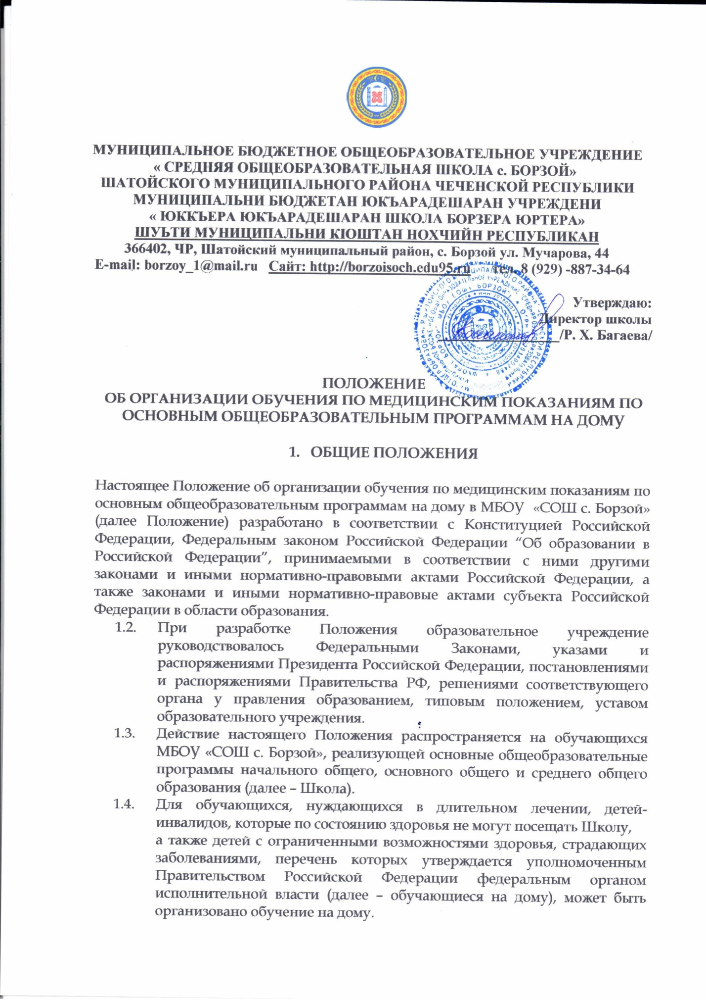 МУНИЦИПАЛЬНОЕ БЮДЖЕТНОЕ ОБЩЕОБРАЗОВАТЕЛЬНОЕ УЧРЕЖДЕНИЕ
« СРЕДНЯЯ ОБЩЕОБРАЗОВАТЕЛЬНАЯ ШКОЛА с. БОРЗОЙ»
ШАТОЙСКОГО МУНИЦИПАЛЬНОГО РАЙОНА ЧЕЧЕНСКОЙ РЕСПУБЛИКИ
МУНИЦИПАЛЬНИ БЮДЖЕТАН ЮКЪАРАДЕШАРАН УЧРЕЖДЕНИ
« ЮККЪЕРА ЮКЪАРАДЕШАРАН ШКОЛА БОРЗЕРА ЮРТЕРА»
ШУЬТИ МУНИЦИПАЛЬНИ КIОШТАН НОХЧИЙН РЕСПУБЛИКАН
366402, ЧР, Шатойский муниципальный район, с. Борзой ул. Мучарова, 44
E-mail: borzoy_1@mail.ru Сайт: http://borzoisoch.edu95.ru тел. 8 (929) -887-34-64
Утверждаю:
Директор школы
/Р. Х. Багаева/
ПОЛОЖЕНИЕ
ОБ ОРГАНИЗАЦИИ ОБУЧЕНИЯ ПО МЕДИЦИНСКИМ ПОКАЗАНИЯМ ПО
ОСНОВНЫМ ОБЩЕОБРАЗОВАТЕЛЬНЫМ ПРОГРАММАМ НА ДОМУ
1. ОБЩИЕ ПОЛОЖЕНИЯ
Настоящее Положение об организации обучения по медицинским показаниям по
основным общеобразовательным программам на дому в МБОУ «СОШ с. Борзой»
(далее Положение) разработано в соответствии с Конституцией Российской
Федерации, Федеральным законом Российской Федерации “Об образовании в
Российской Федерации”, принимаемыми в соответствии с ними другими
законами и иными нормативно-правовыми актами Российской Федерации, а
также законами и иными нормативно-правовые актами субъекта Российской
Федерации в области образования.
1.2. При разработке Положения образовательное учреждение
руководствовалось Федеральными Законами, указами и
распоряжениями Президента Российской Федерации, постановлениями
и распоряжениями Правительства РФ, решениями соответствующего
органа у правления образованием, типовым положением, уставом
образовательного учреждения.
1.3. Действие настоящего Положения распространяется на обучающихся
МБОУ «СОШ с. Борзой», реализующей основные общеобразовательные
программы начального общего, основного общего и среднего общего
образования (далее – Школа).
1.4. Для обучающихся, нуждающихся в длительном лечении, детей-
инвалидов, которые по состоянию здоровья не могут посещать Школу,
а также детей с ограниченными возможностями здоровья, страдающих
заболеваниями, перечень которых утверждается уполномоченным
Правительством Российской Федерации федеральным органом
исполнительной власти (далее – обучающиеся на дому), может быть
организовано обучение на дому.